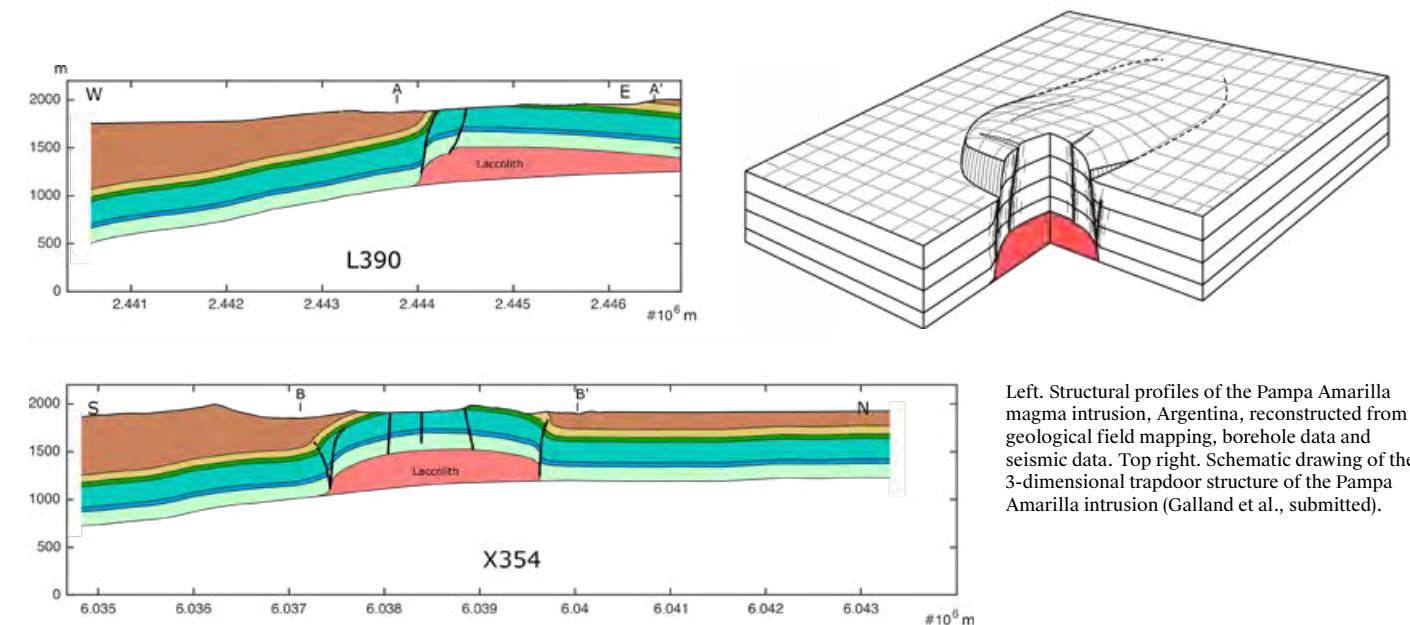 m
W
A
E
A'
2000
1500
1000
500
0
Laccolith
L390
2.441
2.442
2.443
2.444
2.445
2.446
#10⁶ m
S
B
B'
N
2000
1500
1000
500
0
Laccolith
X354
6.035
6.036
6.037
6.038
6.039
6.04
6.041
6.042
6.043
#10⁶ m
Left. Structural profiles of the Pampa Amarilla
magma intrusion, Argentina, reconstructed from
geological field mapping, borehole data and
seismic data. Top right. Schematic drawing of the
3-dimensional trapdoor structure of the Pampa
Amarilla intrusion (Galland et al., submitted).